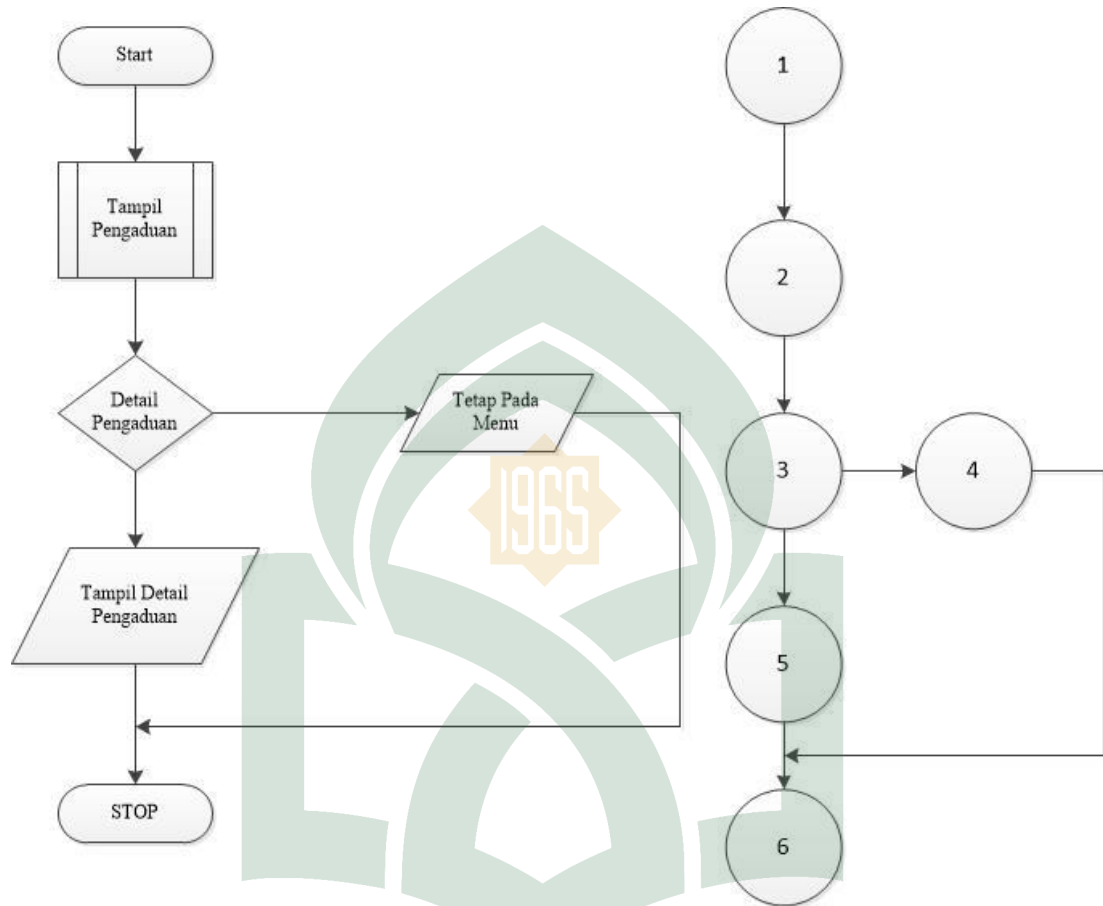 Start
Tampil
Pengaduan
Detail
Pengaduan
Tetap Pada
Menu
Tampil Detail
Pengaduan
STOP
1
2
3
4
5
6
1965